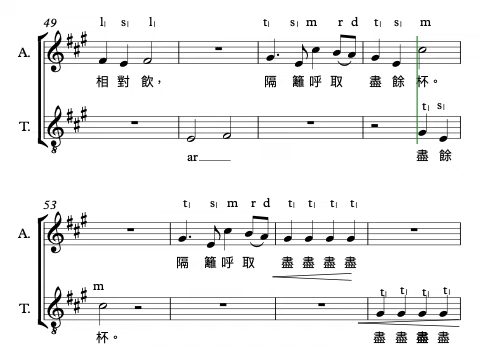 49 l| s| l| t| s| m r d t| s| m
A.
相對飲， 隔籬呼取 盡餘杯。
t| s|
T.
ar 盡餘
53 t| s| m r d t| t| t| t|
A.
隔籬呼取 盡盡盡盡
m t| t| t| t|
T.
杯。 盡盡盡盡